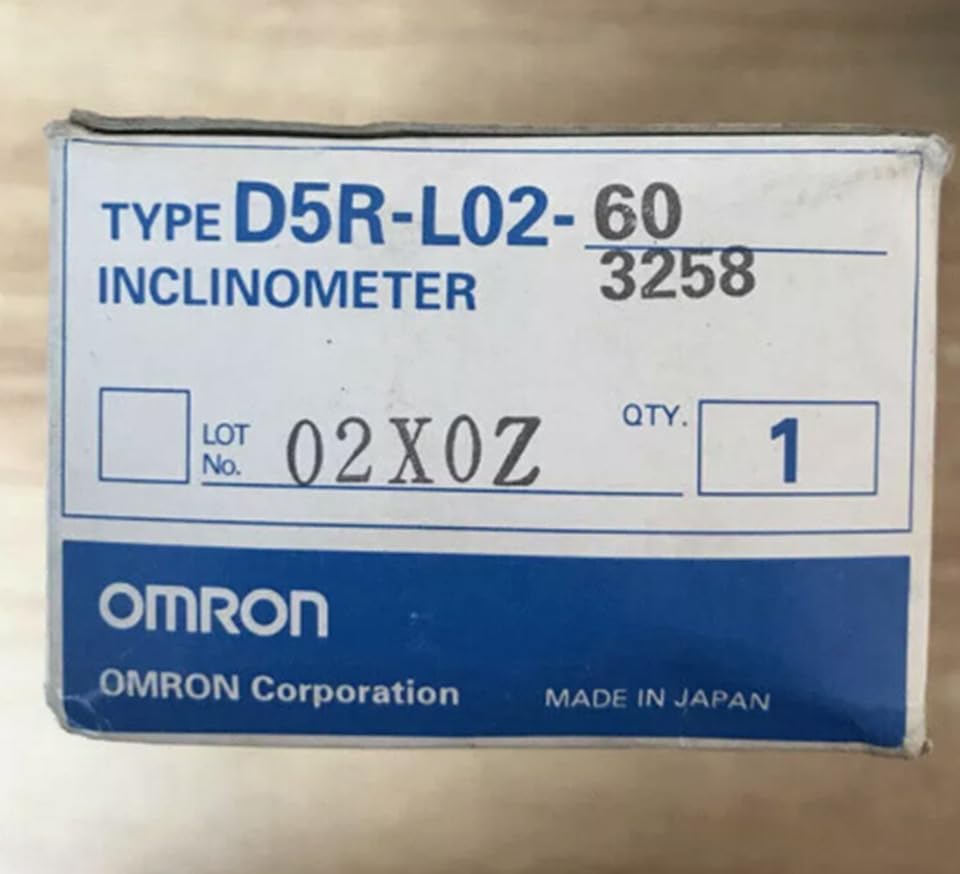 TYPE D5R-L02-60
INCLINOMETER 3258
LOT No. 02X0Z
QTY. 1
OMRON
OMRON Corporation MADE IN JAPAN